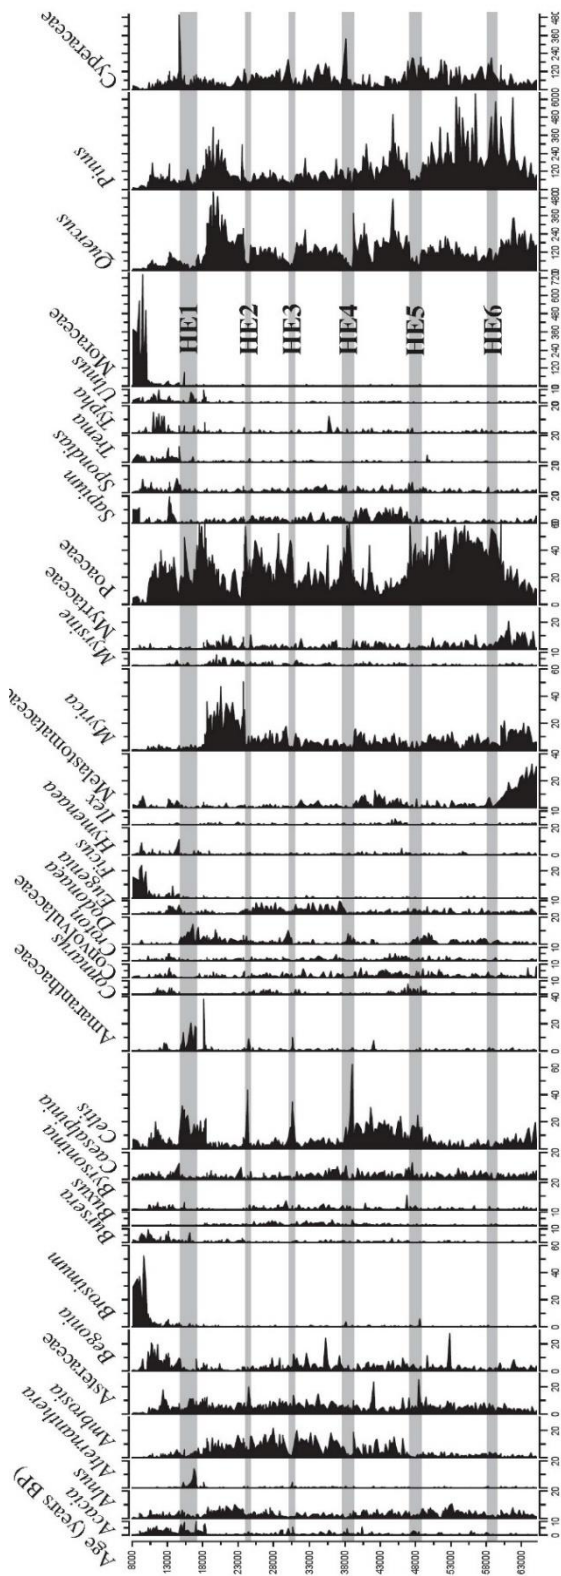 Age (years BP)
Acacia
Alnus
Alternanthera
Ambrosia
Asteraceae
Begonia
Brosimum
Bursera
Buxus
Byrsonima
Caesalpinia
Celtis
Amaranthaceae
Connarus
Convolvulaceae
Croton
Dodonaea
Eugenia
Ficus
Hymenaea
Ilex
Melastomataceae
Myrica
Myrsine
Myrtaceae
Poaceae
Sapium
Spondias
Trema
Typha
Ulmus
Moraceae
Quercus
Pinus
Cyperaceae
HE1
HE2
HE3
HE4
HE5
HE6
8000
13000
18000
23000
28000
33000
38000
43000
48000
53000
58000
63000